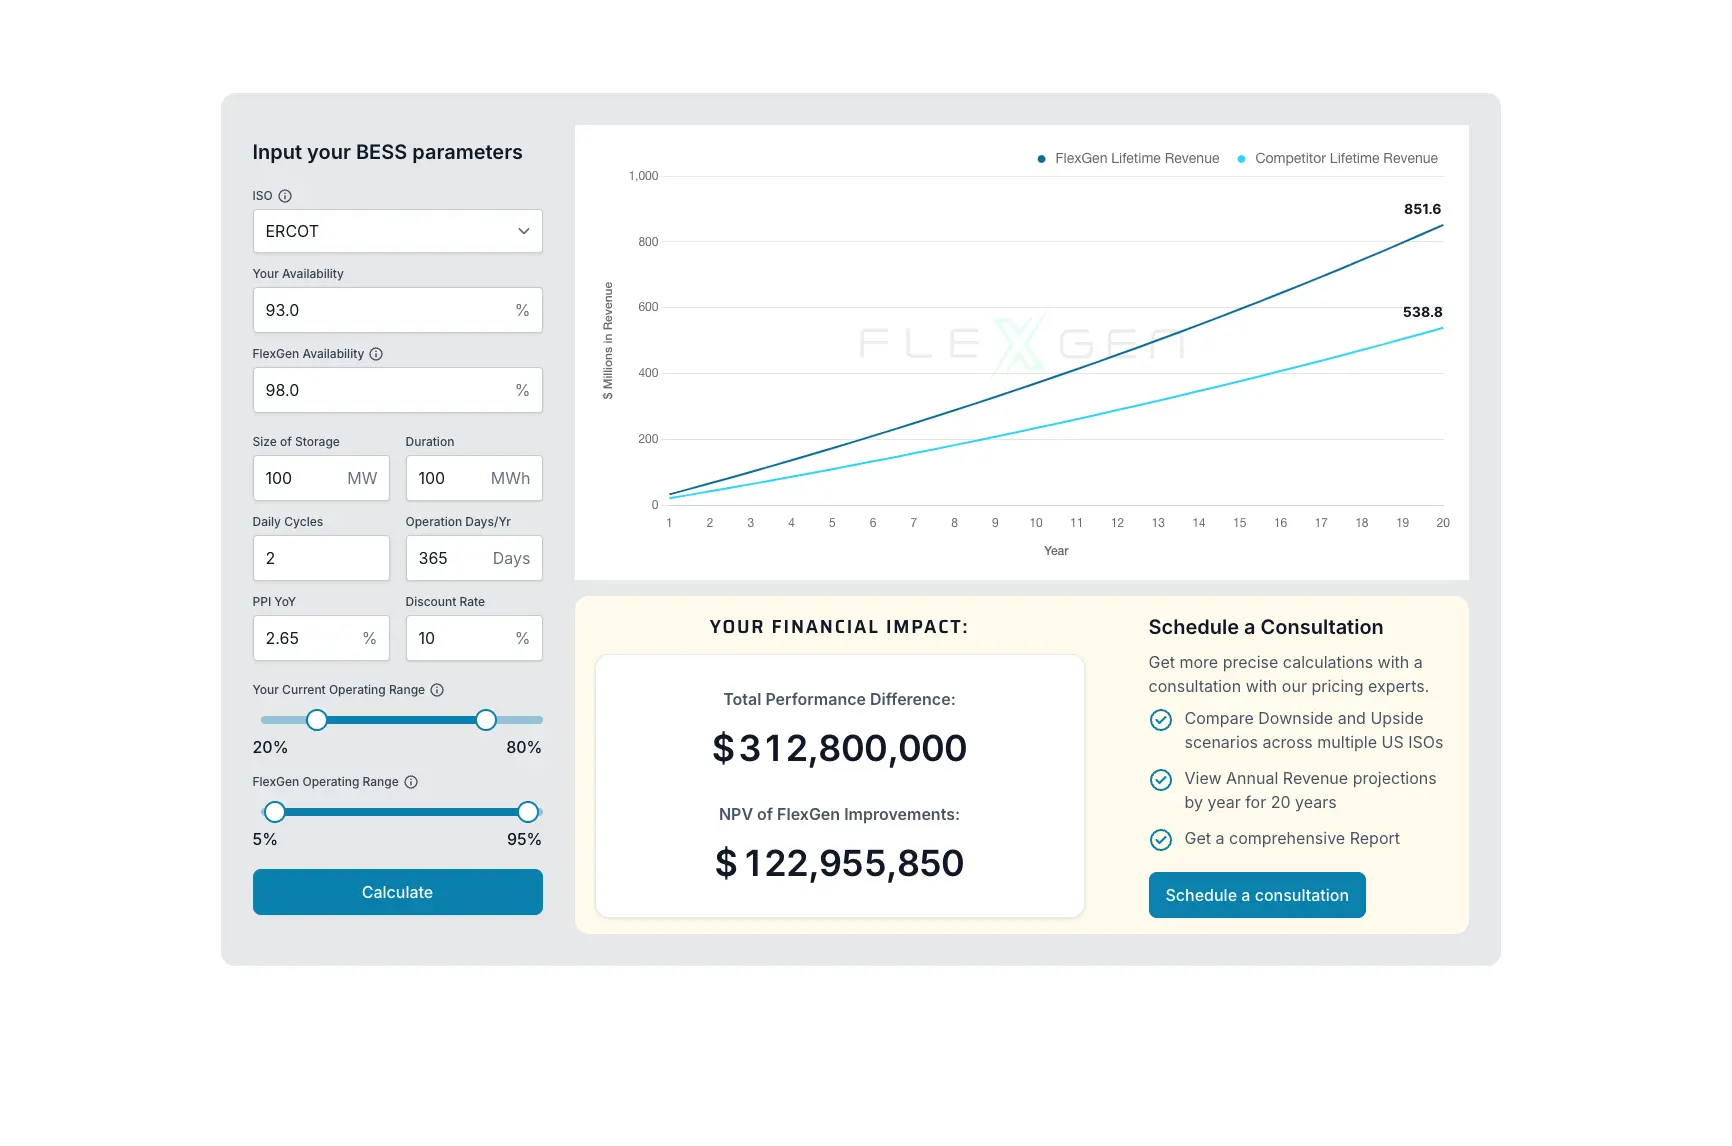 Input your BESS parameters
ISO
ERCOT
Your Availability
93.0 %
FlexGen Availability
98.0 %
Size of Storage Duration
100 MW 100 MWh
Daily Cycles Operation Days/Yr
2 365 Days
PPI YoY Discount Rate
2.65 % 10 %
Your Current Operating Range
20% 80%
FlexGen Operating Range
5% 95%
Calculate
FlexGen Lifetime Revenue Competitor Lifetime Revenue
1,000
851.6
800
600
538.8
FLEXGEN
400
200
0
$ Millions in Revenue
1 2 3 4 5 6 7 8 9 10 11 12 13 14 15 16 17 18 19 20
Year
YOUR FINANCIAL IMPACT:
Total Performance Difference:
$312,800,000
NPV of FlexGen Improvements:
$122,955,850
Schedule a Consultation
Get more precise calculations with a
consultation with our pricing experts.
Compare Downside and Upside
scenarios across multiple US ISOs
View Annual Revenue projections
by year for 20 years
Get a comprehensive Report
Schedule a consultation